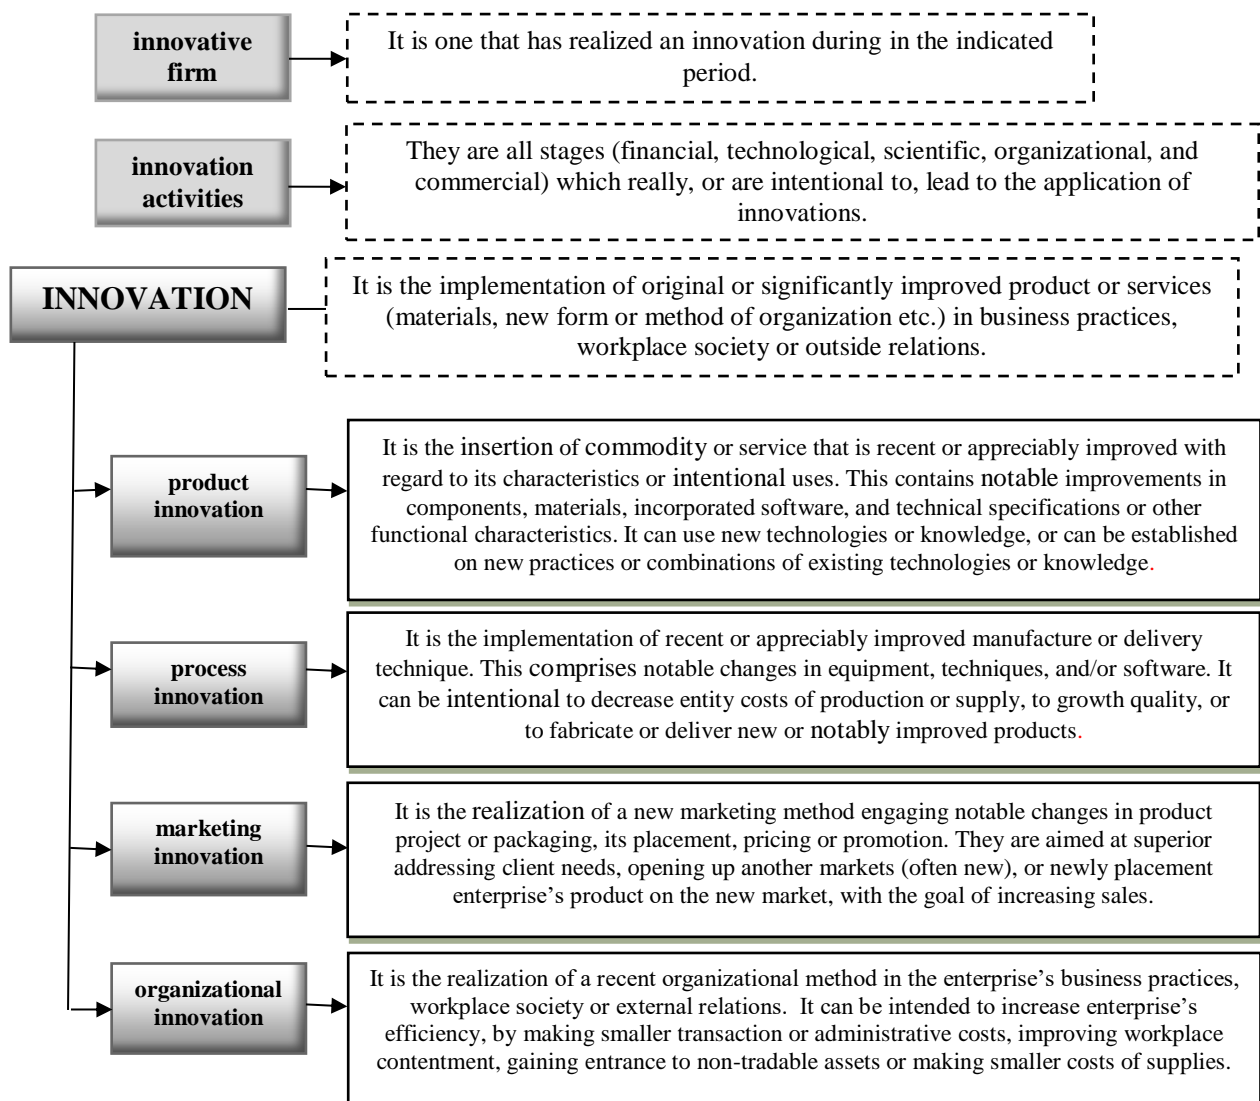 innovative
firm
It is one that has realized an innovation during in the indicated
period.
innovation
activities
They are all stages (financial, technological, scientific, organizational, and
commercial) which really, or are intentional to, lead to the application of
innovations.
INNOVATION
It is the implementation of original or significantly improved product or services
(materials, new form or method of organization etc.) in business practices,
workplace society or outside relations.
product
innovation
It is the insertion of commodity or service that is recent or appreciably improved with
regard to its characteristics or intentional uses. This contains notable improvements in
components, materials, incorporated software, and technical specifications or other
functional characteristics. It can use new technologies or knowledge, or can be established
on new practices or combinations of existing technologies or knowledge.
process
innovation
It is the implementation of recent or appreciably improved manufacture or delivery
technique. This comprises notable changes in equipment, techniques, and/or software. It
can be intentional to decrease entity costs of production or supply, to growth quality, or
to fabricate or deliver new or notably improved products.
marketing
innovation
It is the realization of a new marketing method engaging notable changes in product
project or packaging, its placement, pricing or promotion. They are aimed at superior
addressing client needs, opening up another markets (often new), or newly placement
enterprise’s product on the new market, with the goal of increasing sales.
organizational
innovation
It is the realization of a recent organizational method in the enterprise’s business practices,
workplace society or external relations.  It can be intended to increase enterprise’s
efficiency, by making smaller transaction or administrative costs, improving workplace
contentment, gaining entrance to non-tradable assets or making smaller costs of supplies.